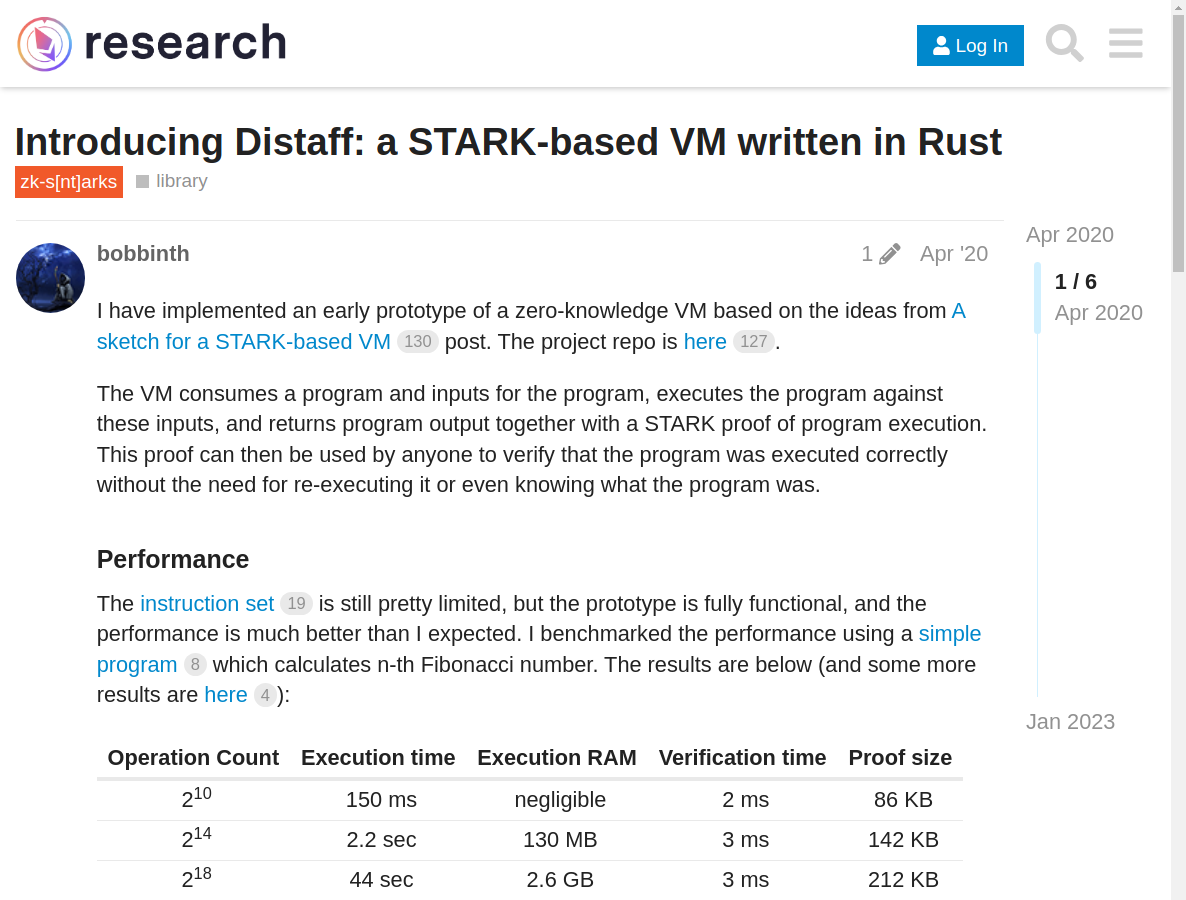 research
Log In
Introducing Distaff: a STARK-based VM written in Rust
zk-s[nt]arks library
bobbinth 1 Apr '20
I have implemented an early prototype of a zero-knowledge VM based on the ideas from A
sketch for a STARK-based VM 130 post. The project repo is here 127.
The VM consumes a program and inputs for the program, executes the program against
these inputs, and returns program output together with a STARK proof of program execution.
This proof can then be used by anyone to verify that the program was executed correctly
without the need for re-executing it or even knowing what the program was.
Performance
The instruction set 19 is still pretty limited, but the prototype is fully functional, and the
performance is much better than I expected. I benchmarked the performance using a simple
program 8 which calculates n-th Fibonacci number. The results are below (and some more
results are here 4):
Operation Count Execution time Execution RAM Verification time Proof size
2^10 150 ms negligible 2 ms 86 KB
2^14 2.2 sec 130 MB 3 ms 142 KB
2^18 44 sec 2.6 GB 3 ms 212 KB
Apr 2020
1 / 6
Apr 2020
Jan 2023